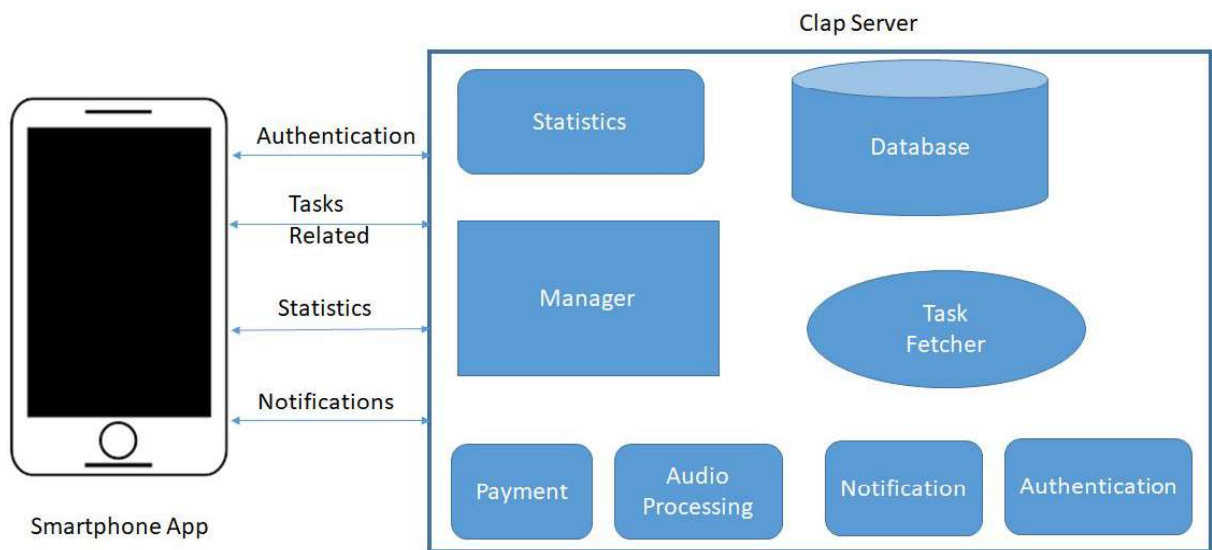 Clap Server
Statistics
Database
Authentication
Tasks
Related
Manager
Statistics
Task
Fetcher
Notifications
Payment
Audio
Processing
Notification
Authentication
Smartphone App